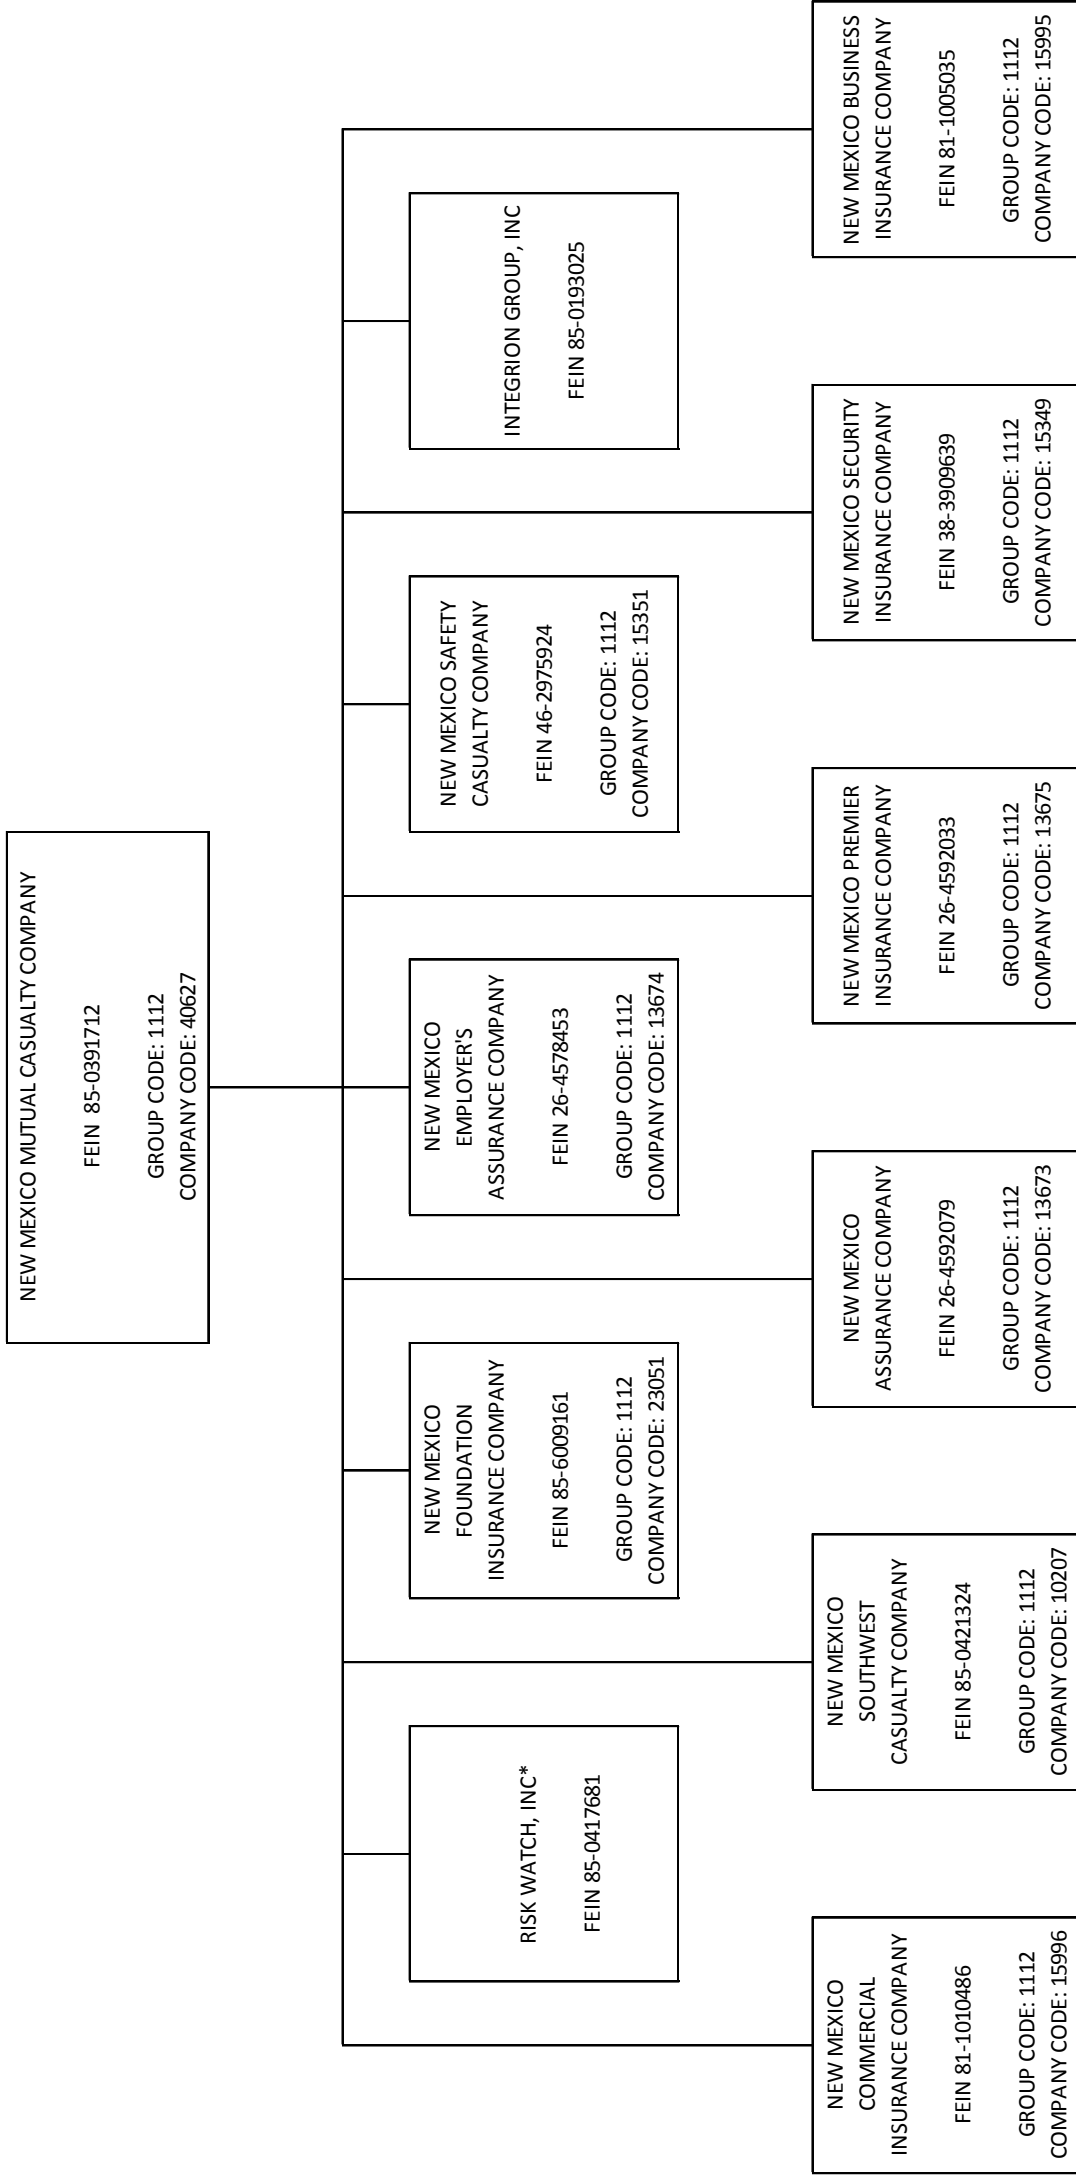 NEW MEXICO MUTUAL CASUALTY COMPANY
FEIN 85-0391712
GROUP CODE: 1112
COMPANY CODE: 40627
RISK WATCH, INC*
FEIN 85-0417681
NEW MEXICO
FOUNDATION
INSURANCE COMPANY
FEIN 85-6009161
GROUP CODE: 1112
COMPANY CODE: 23051
NEW MEXICO
EMPLOYER'S
ASSURANCE COMPANY
FEIN 26-4578453
GROUP CODE: 1112
COMPANY CODE: 13674
NEW MEXICO SAFETY
CASUALTY COMPANY
FEIN 46-2975924
GROUP CODE: 1112
COMPANY CODE: 15351
INTEGRION GROUP, INC
FEIN 85-0193025
NEW MEXICO
COMMERCIAL
INSURANCE COMPANY
FEIN 81-1010486
GROUP CODE: 1112
COMPANY CODE: 15996
NEW MEXICO
SOUTHWEST
CASUALTY COMPANY
FEIN 85-0421324
GROUP CODE: 1112
COMPANY CODE: 10207
NEW MEXICO
ASSURANCE COMPANY
FEIN 26-4592079
GROUP CODE: 1112
COMPANY CODE: 13673
NEW MEXICO PREMIER
INSURANCE COMPANY
FEIN 26-4592033
GROUP CODE: 1112
COMPANY CODE: 13675
NEW MEXICO SECURITY
INSURANCE COMPANY
FEIN 38-3909639
GROUP CODE: 1112
COMPANY CODE: 15349
NEW MEXICO BUSINESS
INSURANCE COMPANY
FEIN 81-1005035
GROUP CODE: 1112
COMPANY CODE: 15995